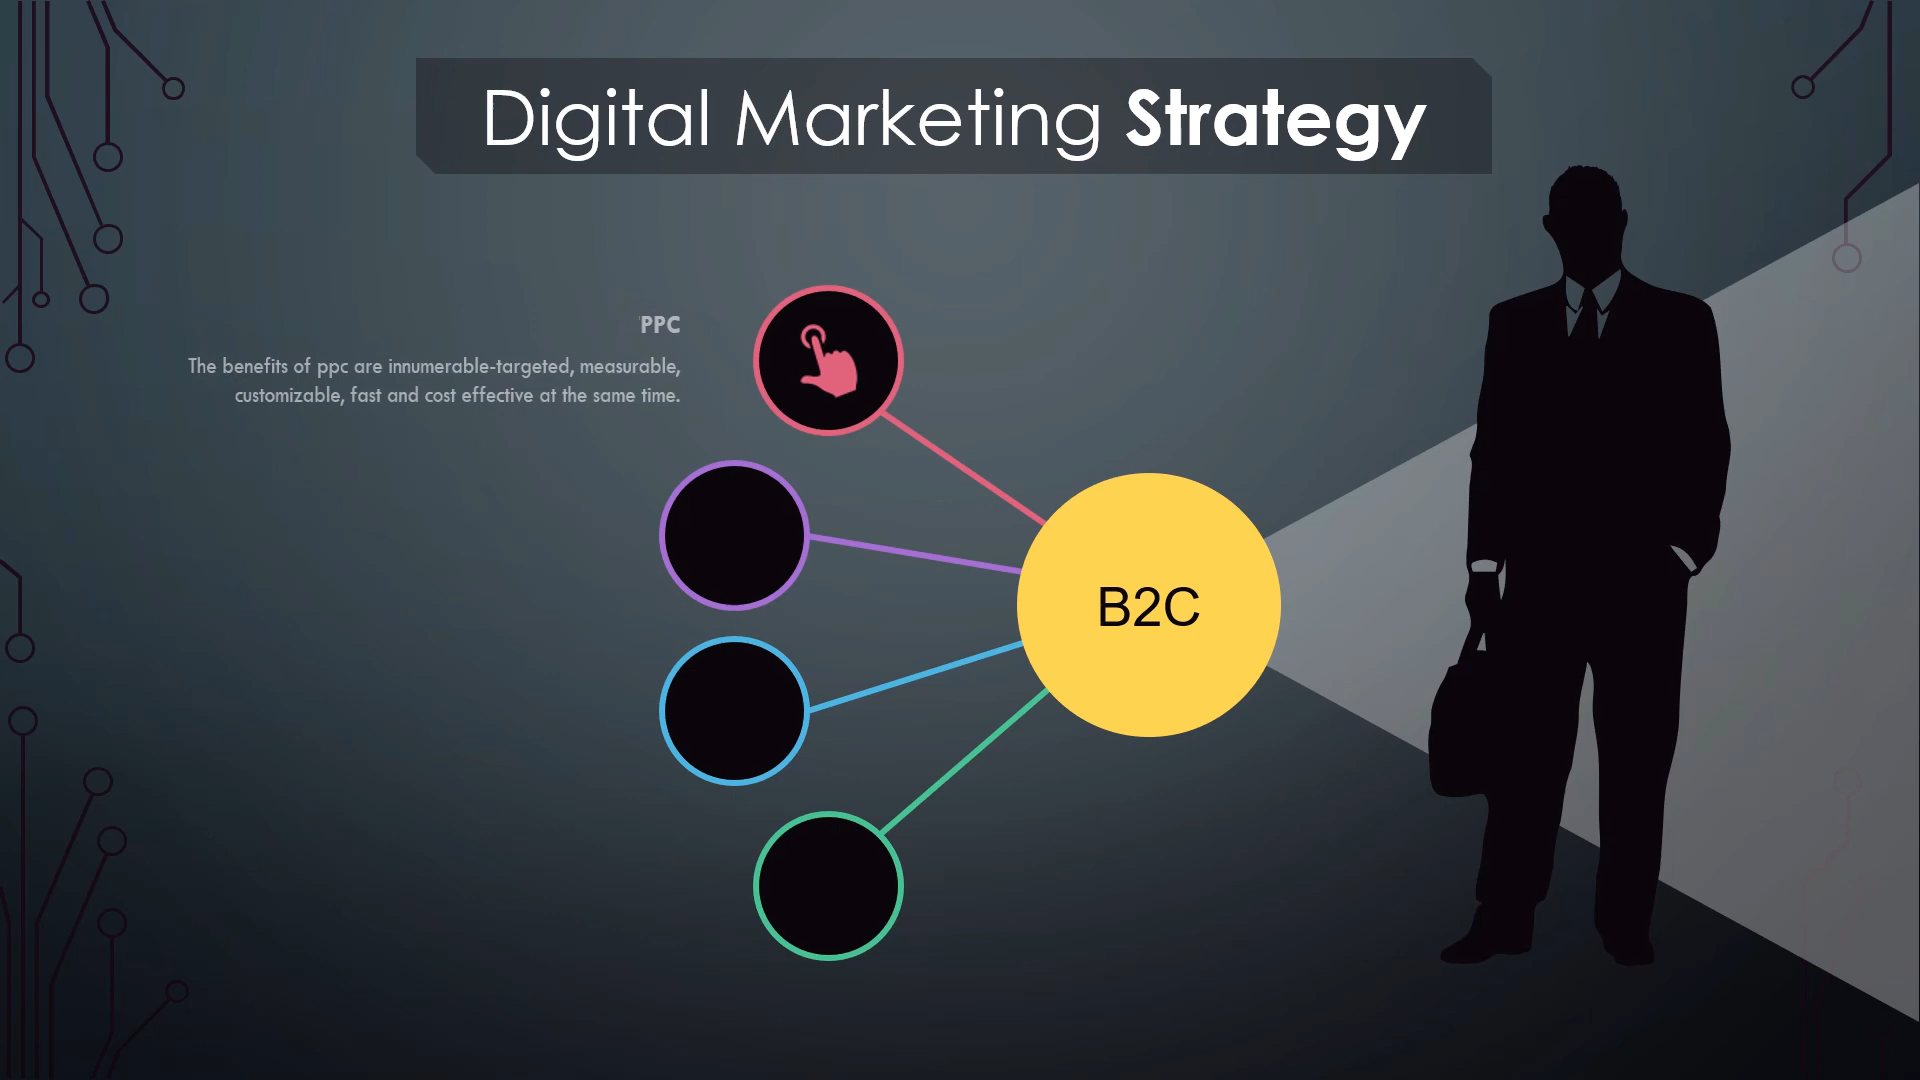 Digital Marketing Strategy
PPC
The benefits of ppc are innumerable-targeted, measurable,
customizable, fast and cost effective at the same time.
B2C